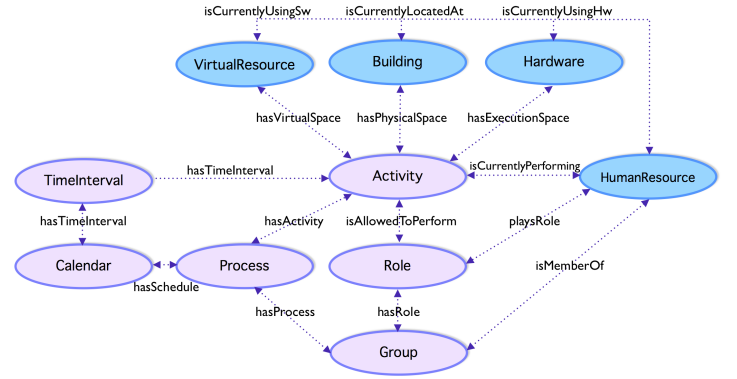 isCurrentlyUsingSw
isCurrentlyLocatedAt
isCurrentlyUsingHw
VirtualResource
Building
Hardware
hasVirtualSpace
hasPhysicalSpace
hasExecutionSpace
TimeInterval
hasTimeInterval
Activity
isCurrentlyPerforming
HumanResource
hasTimeInterval
hasActivity
isAllowedToPerform
playsRole
Calendar
hasSchedule
Process
Role
isMemberOf
hasProcess
hasRole
Group